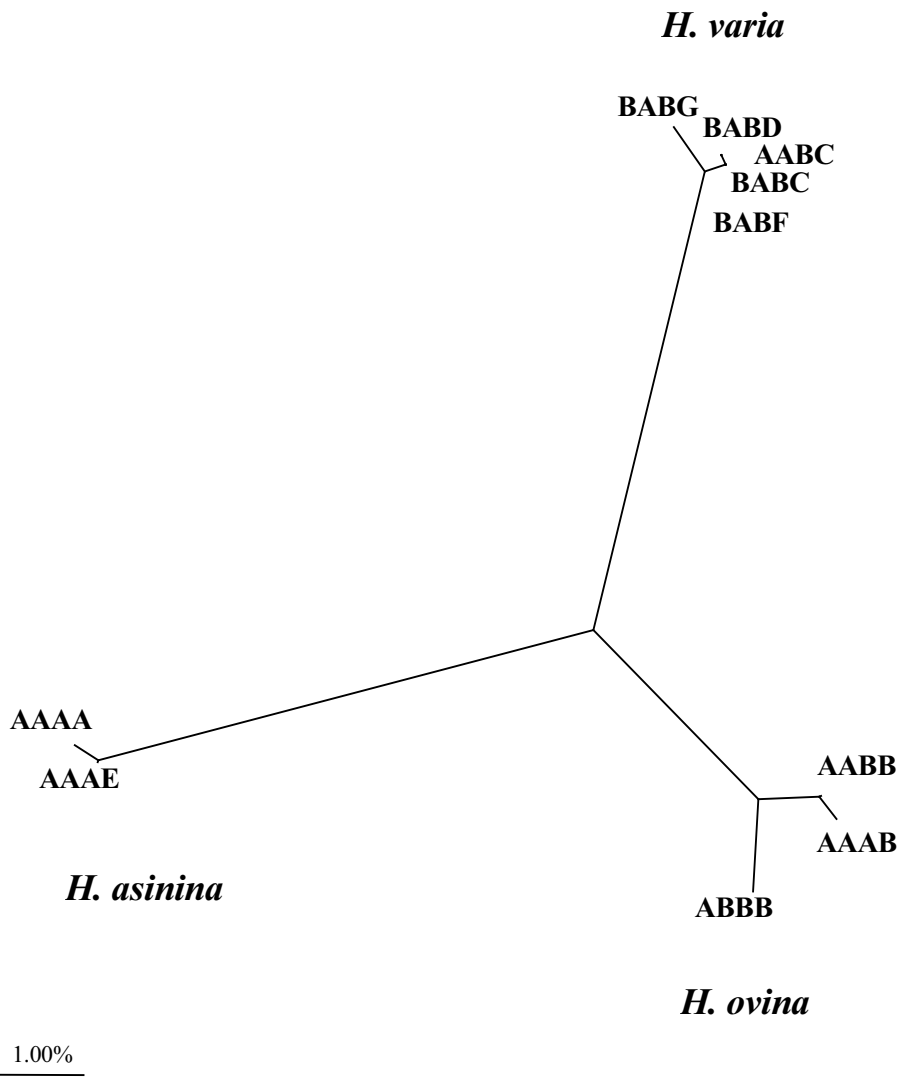 H. varia
BABG
BABD
AABC
BABC
BABF
AAAA
AAAE
AABB
AAAB
H. asinina
ABBB
H. ovina
1.00%